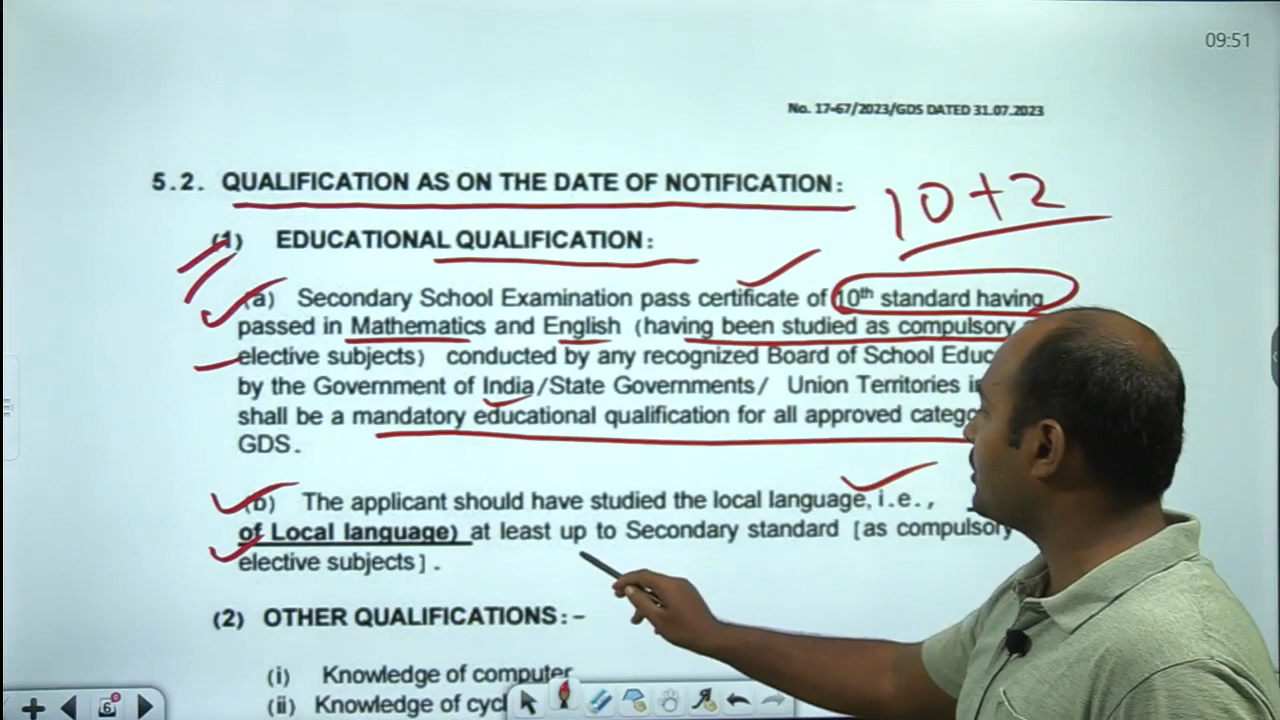 09:51
No. 17-67/2023/GDS DATED 31.07.2023
5.2. QUALIFICATION AS ON THE DATE OF NOTIFICATION:
10+2
(1) EDUCATIONAL QUALIFICATION:
(a) Secondary School Examination pass certificate of 10th standard having
passed in Mathematics and English (having been studied as compulsory
elective subjects) conducted by any recognized Board of School
by the Government of India/State Governments/ Union Territories
shall be a mandatory educational qualification for all approved
GDS.
(b) The applicant should have studied the local language, i.e.,
of Local language) at least up to Secondary standard [as compulsory
elective subjects].
(2) OTHER QUALIFICATIONS:-
(i) Knowledge of computer
(ii) Knowledge of
6